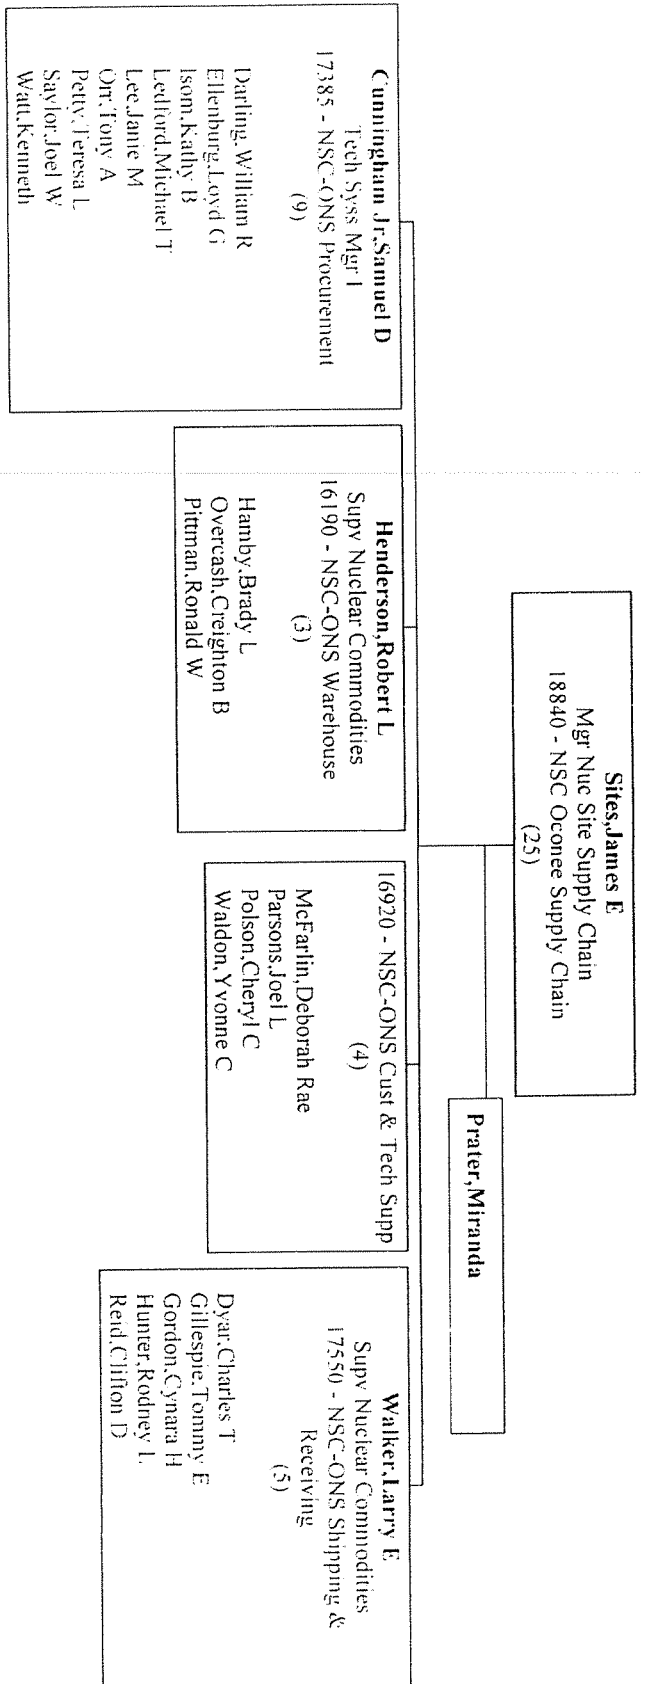 Sites,James E
Mgr Nuc Site Supply Chain
18840 - NSC Oconee Supply Chain
(25)
Prater,Miranda
Cunningham Jr,Samuel D
Tech Syss Mgr I
17385 - NSC-ONS Procurement
(9)
Darling,William R
Ellenburg,Loyd G
Isom,Kathy B
Ledford,Michael T
Lee,Janie M
Orr,Tony A
Petty,Teresa L
Saylor,Joel W
Watt,Kenneth
Henderson,Robert L
Supv Nuclear Commodities
16190 - NSC-ONS Warehouse
(3)
Hamby,Brady L
Overcash,Creighton B
Pittman,Ronald W
16920 - NSC-ONS Cust & Tech Supp
(4)
McFarlin,Deborah Rae
Parsons,Joel L
Polson,Cheryl C
Waldon,Yvonne C
Walker,Larry E
Supv Nuclear Commodities
17550 - NSC-ONS Shipping &
Receiving
(5)
Dyar,Charles T
Gillespie,Tommy E
Gordon,Cynara H
Hunter,Rodney L
Reid,Clifton D